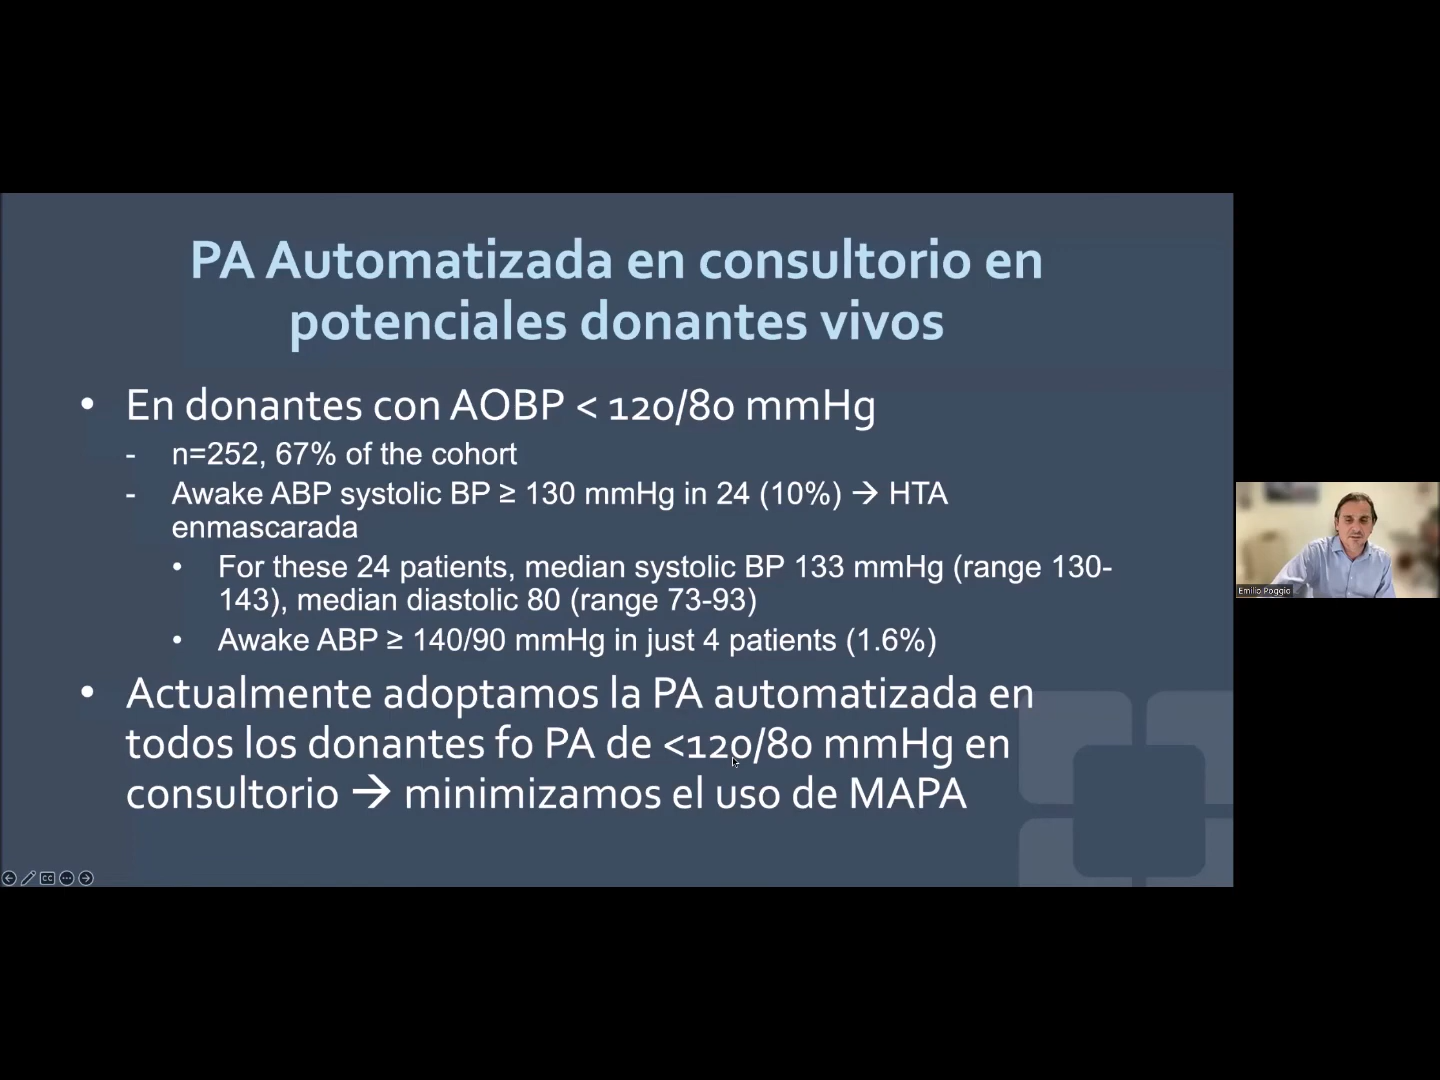 PA Automatizada en consultorio en
potenciales donantes vivos
• En donantes con AOBP < 120/80 mmHg
- n=252, 67% of the cohort
- Awake ABP systolic BP ≥ 130 mmHg in 24 (10%) → HTA
enmascarada
• For these 24 patients, median systolic BP 133 mmHg (range 130-
143), median diastolic 80 (range 73-93)
• Awake ABP ≥ 140/90 mmHg in just 4 patients (1.6%)
• Actualmente adoptamos la PA automatizada en
todos los donantes fo PA de <120/80 mmHg en
consultorio → minimizamos el uso de MAPA
Emilio Poggio
CC